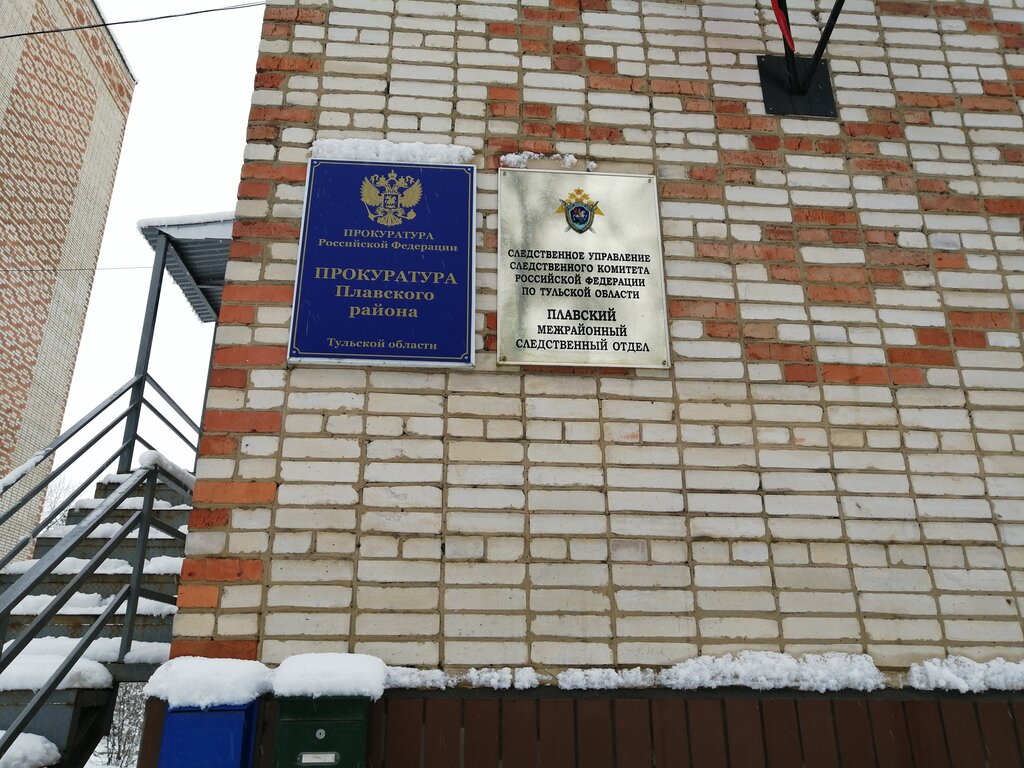 ПРОКУРАТУРА
Российской Федерации
ПРОКУРАТУРА
Плавского
района
Тульской области
СЛЕДСТВЕННОЕ УПРАВЛЕНИЕ
СЛЕДСТВЕННОГО КОМИТЕТА
РОССИЙСКОЙ ФЕДЕРАЦИИ
ПО ТУЛЬСКОЙ ОБЛАСТИ
ПЛАВСКИЙ
МЕЖРАЙОННЫЙ
СЛЕДСТВЕННЫЙ ОТДЕЛ